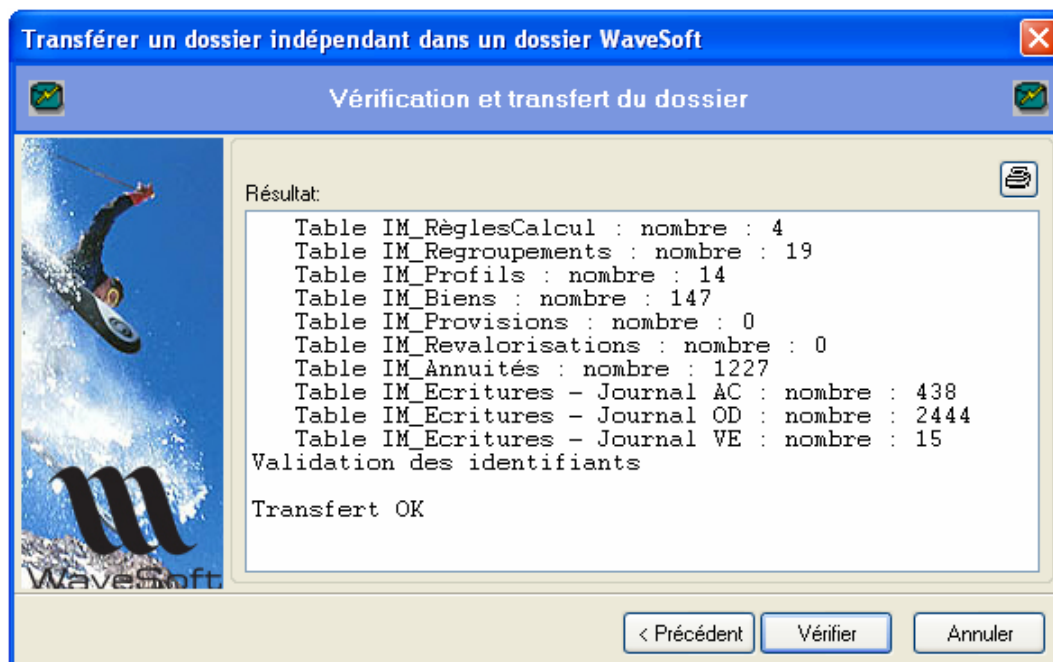 Transférer un dossier indépendant dans un dossier WaveSoft
Vérification et transfert du dossier
Résultat:
Table IM_RèglesCalcul : nombre : 4
Table IM_Regroupements : nombre : 19
Table IM_Profils : nombre : 14
Table IM_Biens : nombre : 147
Table IM_Provisions : nombre : 0
Table IM_Revalorisations : nombre : 0
Table IM_Annuités : nombre : 1227
Table IM_Ecritures – Journal AC : nombre : 438
Table IM_Ecritures – Journal OD : nombre : 2444
Table IM_Ecritures – Journal VE : nombre : 15
Validation des identifiants
Transfert OK
WaveSoft
< Précédent
Vérifier
Annuler